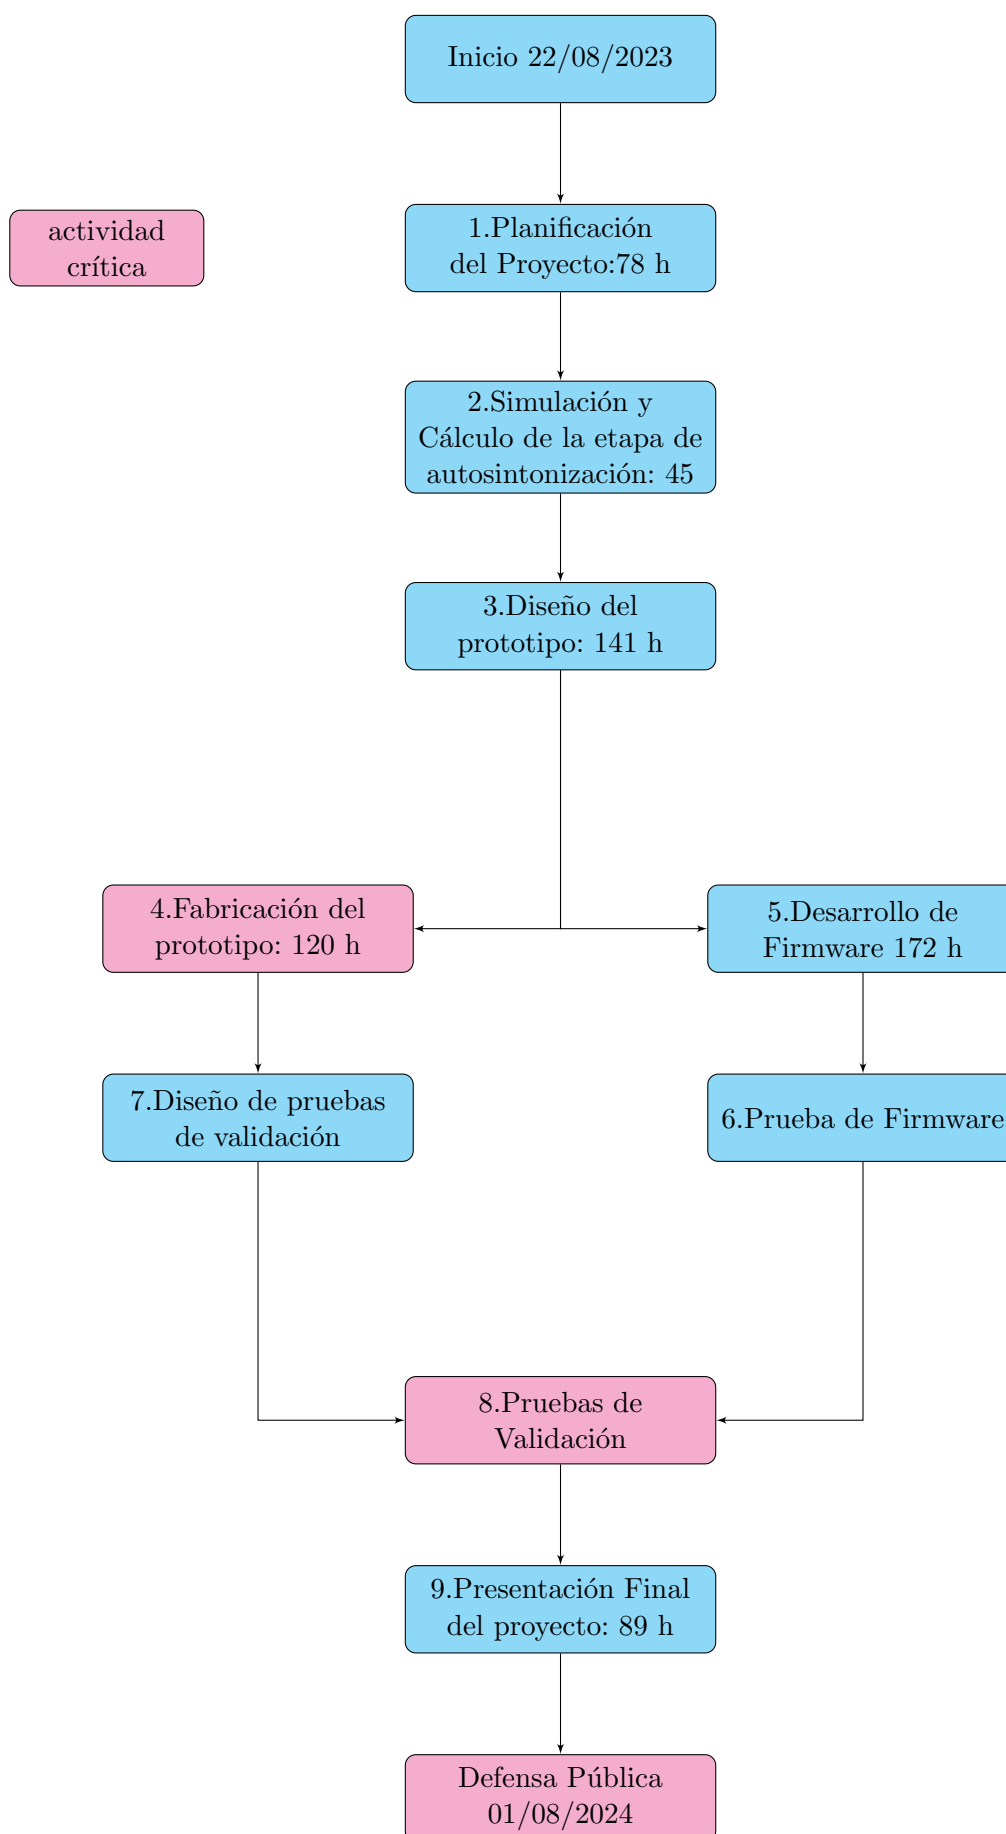 Inicio 22/08/2023
actividad
crítica
1.Planificación
del Proyecto:78 h
2.Simulación y
Cálculo de la etapa de
autosintonización: 45
3.Diseño del
prototipo: 141 h
4.Fabricación del
prototipo: 120 h
5.Desarrollo de
Firmware 172 h
7.Diseño de pruebas
de validación
6.Prueba de Firmware
8.Pruebas de
Validación
9.Presentación Final
del proyecto: 89 h
Defensa Pública
01/08/2024